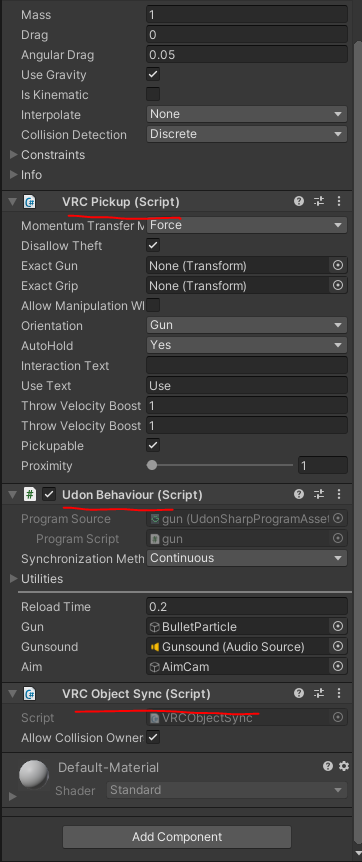 Mass 1
Drag 0
Angular Drag 0.05
Use Gravity
Is Kinematic
Interpolate None
Collision Detection Discrete
Constraints
Info
VRC Pickup (Script)
Momentum Transfer M Force
Disallow Theft
Exact Gun None (Transform)
Exact Grip None (Transform)
Allow Manipulation Wl
Orientation Gun
AutoHold Yes
Interaction Text
Use Text Use
Throw Velocity Boost 1
Throw Velocity Boost 1
Pickupable
Proximity 1
Udon Behaviour (Script)
Program Source gun (UdonSharpProgramAsset
Program Script gun
Synchronization Meth Continuous
Utilities
Reload Time 0.2
Gun BulletParticle
Gunsound Gunsound (Audio Source)
Aim AimCam
VRC Object Sync (Script)
Script VRCObjectSync
Allow Collision Owner
Default-Material
Shader Standard
Add Component